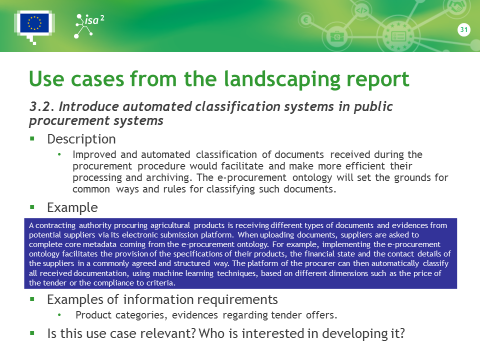 isa²
31
Use cases from the landscaping report
3.2. Introduce automated classification systems in public
procurement systems
▪ Description
• Improved and automated classification of documents received during the
procurement procedure would facilitate and make more efficient their
processing and archiving. The e-procurement ontology will set the grounds for
common ways and rules for classifying such documents.
▪ Example
A contracting authority procuring agricultural products is receiving different types of documents and evidences from
potential suppliers via its electronic submission platform. When uploading documents, suppliers are asked to
complete core metadata coming from the e-procurement ontology. For example, implementing the e-procurement
ontology facilitates the provision of the specifications of their products, the financial state and the contact details of
the suppliers in a commonly agreed and structured way. The platform of the procurer can then automatically classify
all received documentation, using machine learning techniques, based on different dimensions such as the price of
the tender or the compliance to criteria.
▪ Examples of information requirements
• Product categories, evidences regarding tender offers.
▪ Is this use case relevant? Who is interested in developing it?